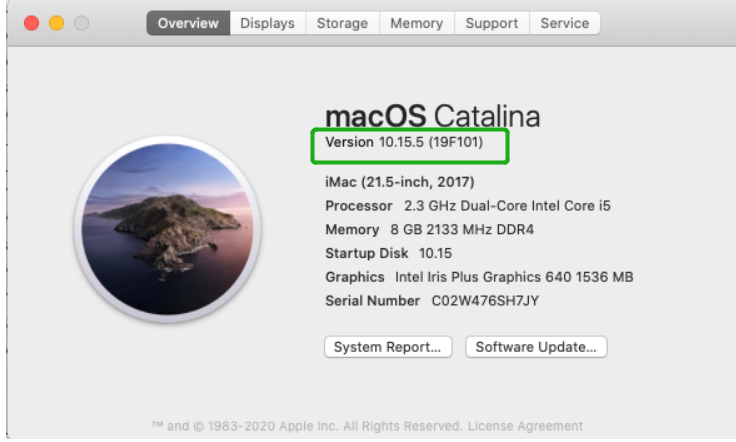 Overview Displays Storage Memory Support Service
macOS Catalina
Version 10.15.5 (19F101)
iMac (21.5-inch, 2017)
Processor 2.3 GHz Dual-Core Intel Core i5
Memory 8 GB 2133 MHz DDR4
Startup Disk 10.15
Graphics Intel Iris Plus Graphics 640 1536 MB
Serial Number C02W476SH7JY
System Report... Software Update...
™ and © 1983-2020 Apple Inc. All Rights Reserved. License Agreement